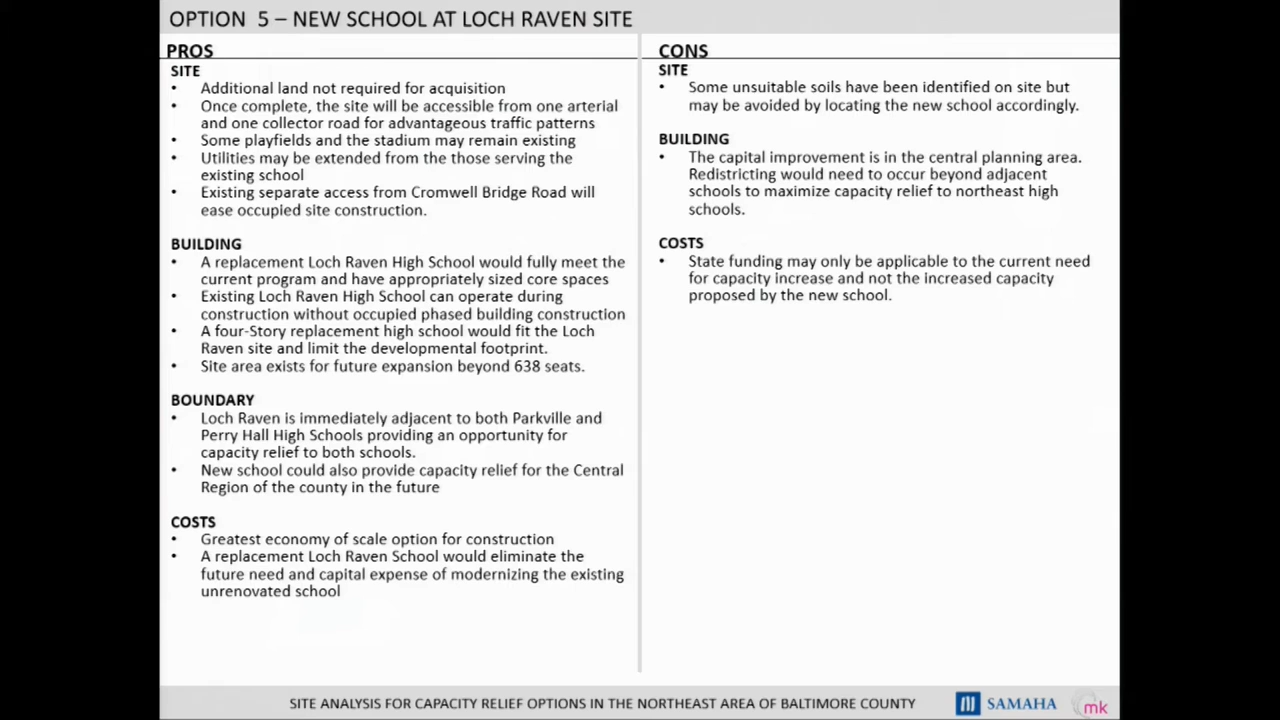 OPTION 5 – NEW SCHOOL AT LOCH RAVEN SITE
PROS
SITE
• Additional land not required for acquisition
• Once complete, the site will be accessible from one arterial
and one collector road for advantageous traffic patterns
• Some playfields and the stadium may remain existing
• Utilities may be extended from the those serving the
existing school
• Existing separate access from Cromwell Bridge Road will
ease occupied site construction.
BUILDING
• A replacement Loch Raven High School would fully meet the
current program and have appropriately sized core spaces
• Existing Loch Raven High School can operate during
construction without occupied phased building construction
• A four-Story replacement high school would fit the Loch
Raven site and limit the developmental footprint.
• Site area exists for future expansion beyond 638 seats.
BOUNDARY
• Loch Raven is immediately adjacent to both Parkville and
Perry Hall High Schools providing an opportunity for
capacity relief to both schools.
• New school could also provide capacity relief for the Central
Region of the county in the future
COSTS
• Greatest economy of scale option for construction
• A replacement Loch Raven School would eliminate the
future need and capital expense of modernizing the existing
unrenovated school
CONS
SITE
• Some unsuitable soils have been identified on site but
may be avoided by locating the new school accordingly.
BUILDING
• The capital improvement is in the central planning area.
Redistricting would need to occur beyond adjacent
schools to maximize capacity relief to northeast high
schools.
COSTS
• State funding may only be applicable to the current need
for capacity increase and not the increased capacity
proposed by the new school.
SITE ANALYSIS FOR CAPACITY RELIEF OPTIONS IN THE NORTHEAST AREA OF BALTIMORE COUNTY
SAMAHA
mk